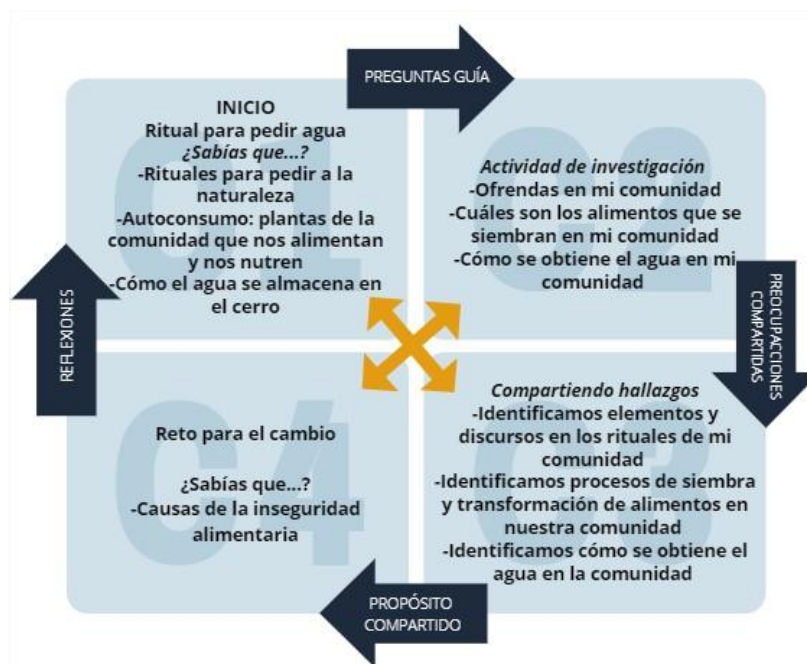 PREGUNTAS GUÍA
C1
INICIO
Ritual para pedir agua
¿Sabías que...?
-Rituales para pedir a la
naturaleza
-Autoconsumo: plantas de la
comunidad que nos alimentan
y nos nutren
-Cómo el agua se almacena en
el cerro
C2
Actividad de investigación
-Ofrendas en mi comunidad
-Cuáles son los alimentos que se
siembran en mi comunidad
-Cómo se obtiene el agua en mi
comunidad
PREOCUPACCIONES
COMPARTIDAS
C3
Compartiendo hallazgos
-Identificamos elementos y
discursos en los rituales de mi
comunidad
-Identificamos procesos de siembra
y transformación de alimentos en
nuestra comunidad
-Identificamos cómo se obtiene el
agua en la comunidad
PROPÓSITO
COMPARTIDO
C4
Reto para el cambio
¿Sabías que...?
-Causas de la inseguridad
alimentaria
REFLEXIONES